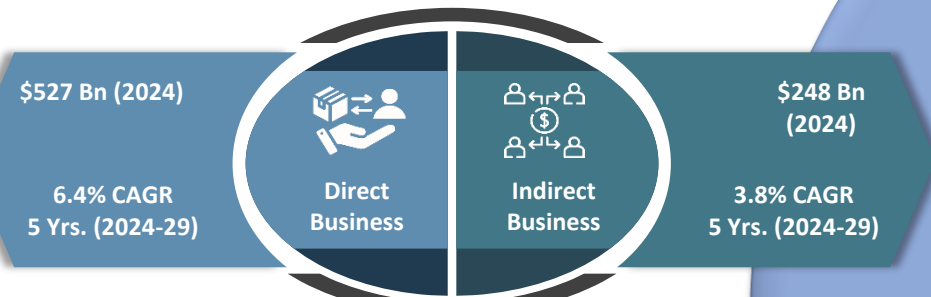 $527 Bn (2024)
6.4% CAGR
5 Yrs. (2024-29)
Direct
Business
$
Indirect
Business
$248 Bn
(2024)
3.8% CAGR
5 Yrs. (2024-29)